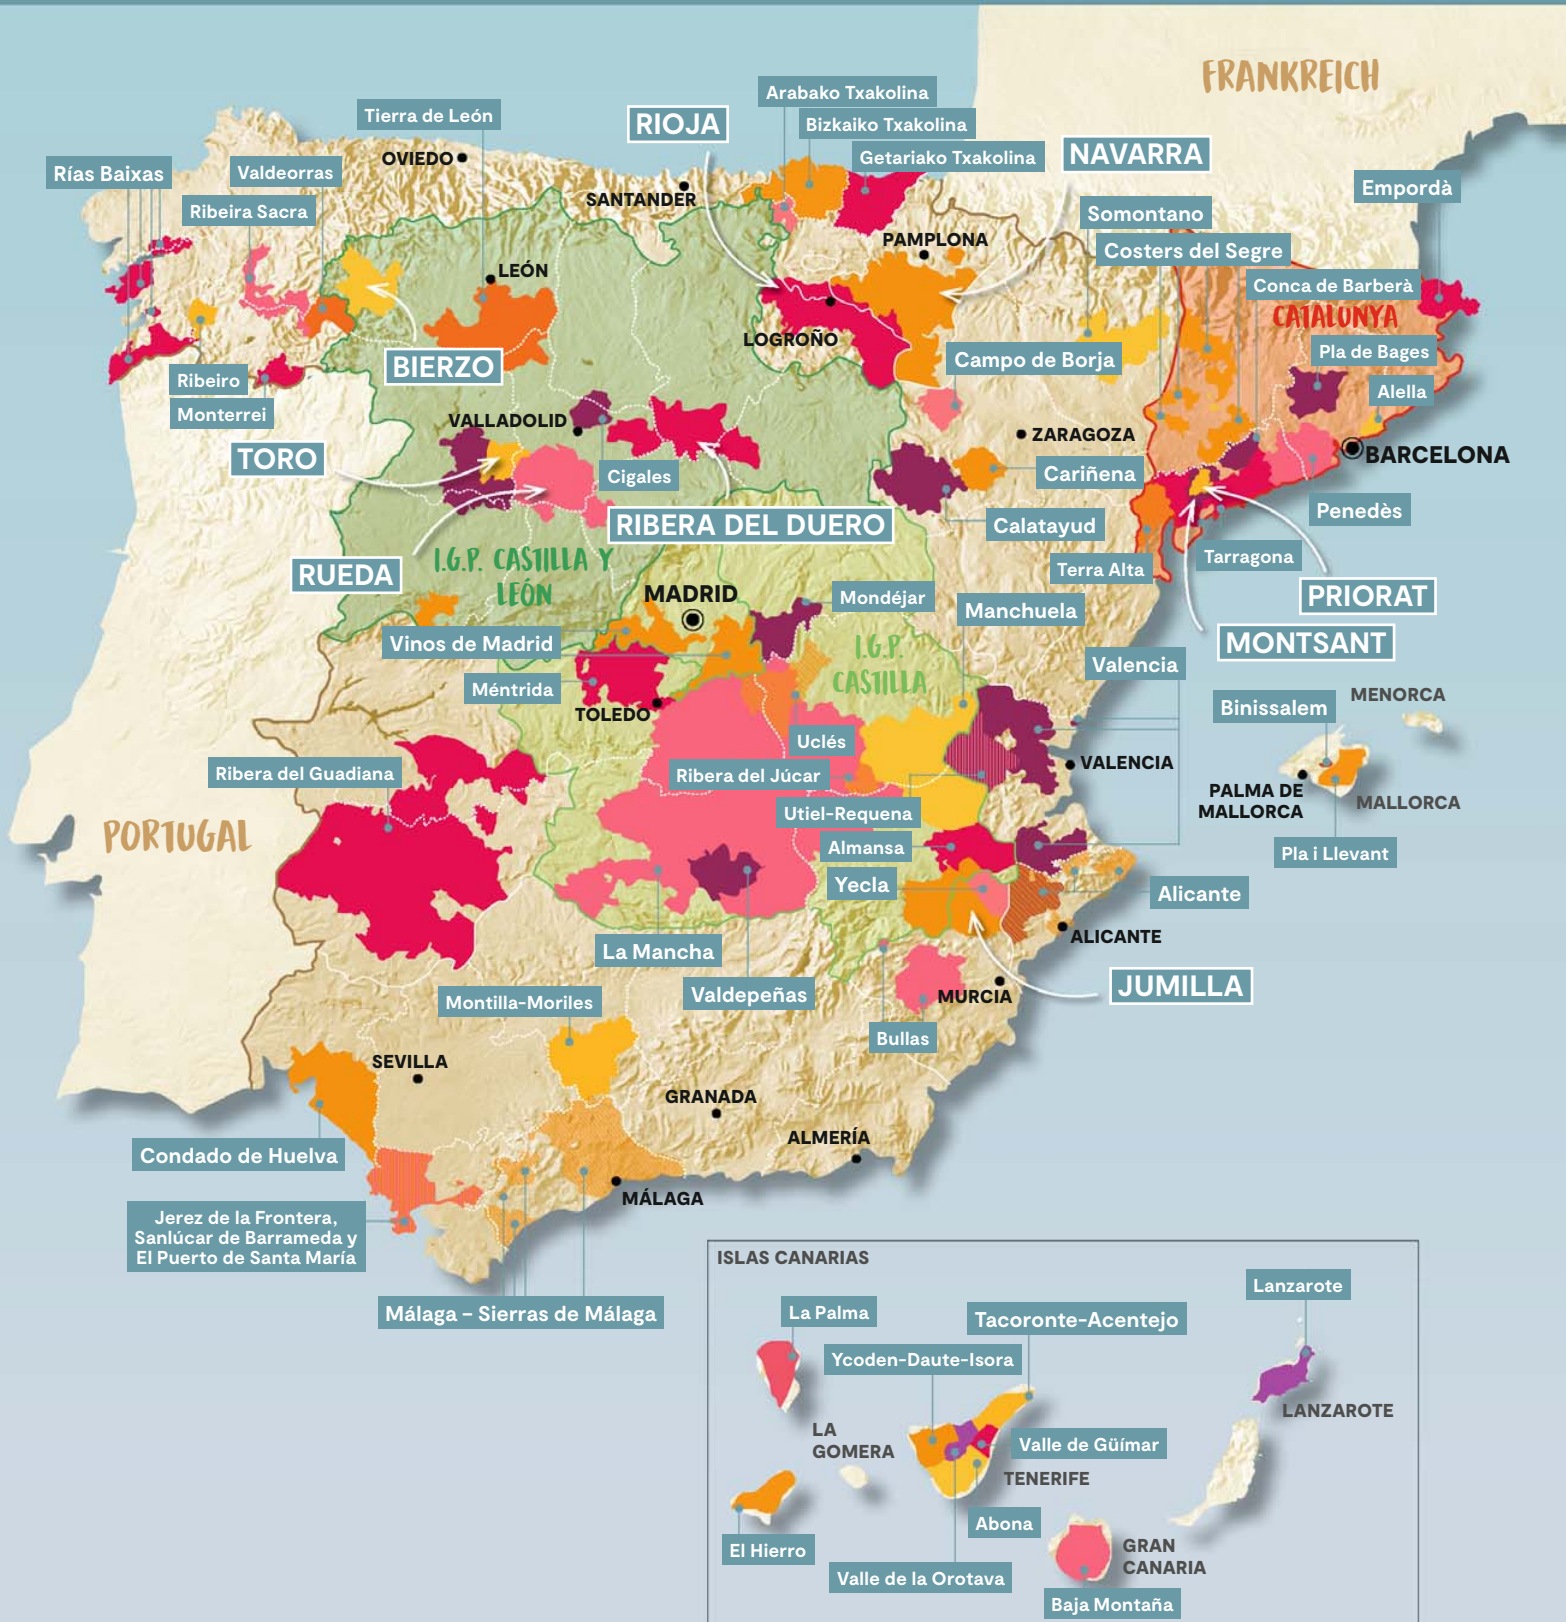 FRANKREICH
Arabako Txakolina
Tierra de León
RIOJA
Bizkaiko Txakolina
OVIEDO
Getariako Txakolina
NAVARRA
Rías Baixas
Valdeorras
SANTANDER
Empordà
Ribeira Sacra
Somontano
PAMPLONA
Costers del Segre
LEÓN
Conca de Barberà
CATALUNYA
LOGROÑO
Pla de Bages
BIERZO
Campo de Borja
Ribeiro
Alella
Monterrei
VALLADOLID
ZARAGOZA
BARCELONA
TORO
Cigales
Cariñena
Penedès
RIBERA DEL DUERO
Calatayud
Tarragona
I.G.P. CASTILLA Y
LEÓN
RUEDA
Terra Alta
MADRID
Mondéjar
PRIORAT
Manchuela
Vinos de Madrid
MONTSANT
I.G.P.
CASTILLA
Valencia
Méntrida
MENORCA
Binissalem
TOLEDO
Uclés
VALENCIA
Ribera del Guadiana
Ribera del Júcar
PALMA DE
MALLORCA
MALLORCA
Utiel-Requena
PORTUGAL
Almansa
Pla i Llevant
Yecla
Alicante
ALICANTE
La Mancha
JUMILLA
Valdepeñas
MURCIA
Montilla-Moriles
Bullas
SEVILLA
GRANADA
ALMERÍA
Condado de Huelva
MÁLAGA
Jerez de la Frontera,
Sanlúcar de Barrameda y
El Puerto de Santa María
Málaga – Sierras de Málaga
ISLAS CANARIAS
Lanzarote
La Palma
Tacoronte-Acentejo
Ycoden-Daute-Isora
LANZAROTE
LA
GOMERA
Valle de Güímar
TENERIFE
Abona
El Hierro
GRAN
CANARIA
Valle de la Orotava
Baja Montaña